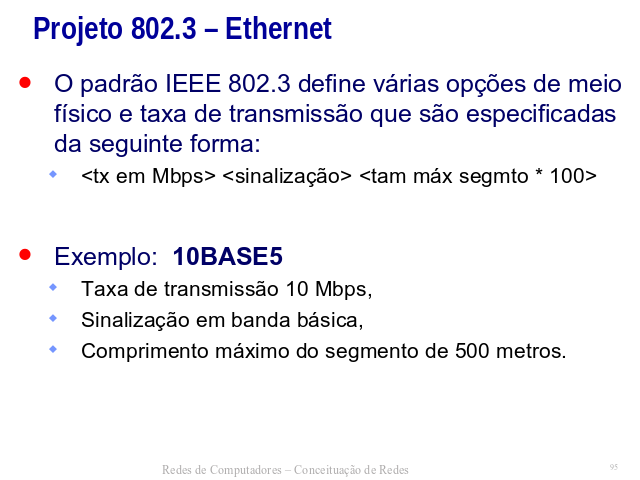 Projeto 802.3 – Ethernet
O padrão IEEE 802.3 define várias opções de meio
físico e taxa de transmissão que são especificadas
da seguinte forma:
<tx em Mbps> <sinalização> <tam máx segmto * 100>
Exemplo: 10BASE5
Taxa de transmissão 10 Mbps,
Sinalização em banda básica,
Comprimento máximo do segmento de 500 metros.
Redes de Computadores – Conceituação de Redes
95